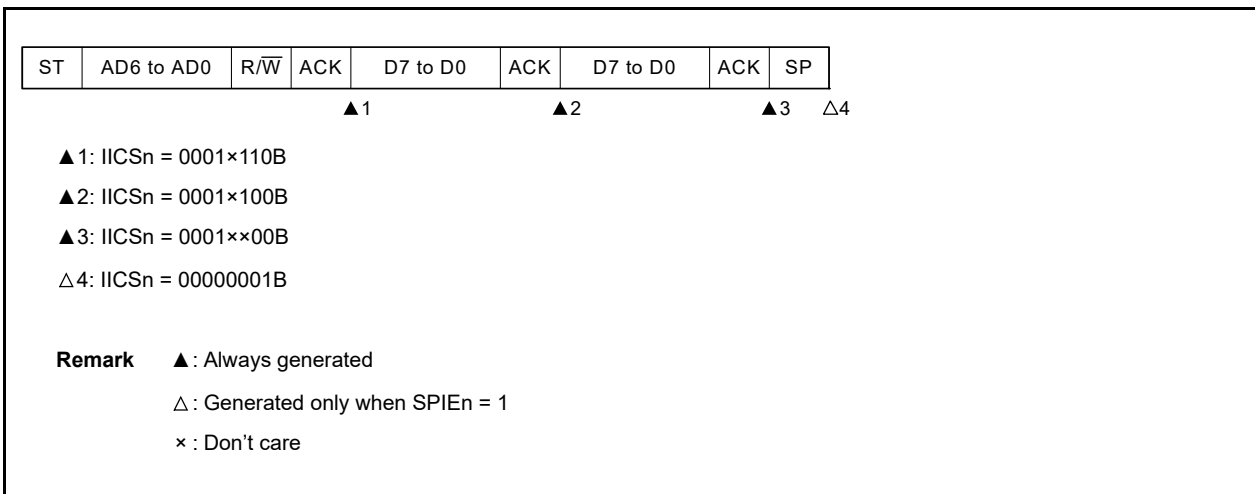 ST AD6 to AD0 R/W̅ ACK D7 to D0 ACK D7 to D0 ACK SP
▲1 ▲2 ▲3 △4
▲1: IICSn = 0001×110B
▲2: IICSn = 0001×100B
▲3: IICSn = 0001××00B
△4: IICSn = 00000001B
Remark ▲: Always generated
△: Generated only when SPIEn = 1
×: Don’t care